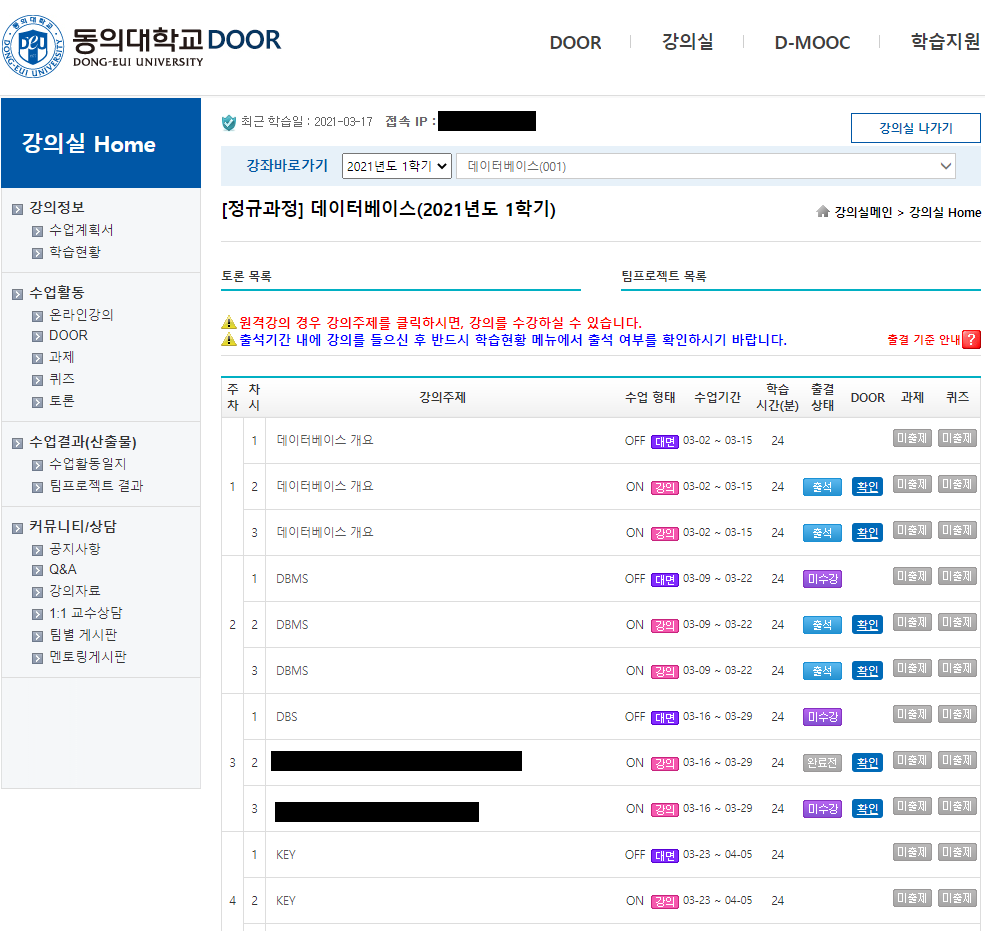 동의대학교 DOOR
DONG-EUI UNIVERSITY
DOOR 강의실 D-MOOC 학습지원
강의실 Home
강의정보
수업계획서
학습현황
수업활동
온라인강의
DOOR
과제
퀴즈
토론
수업결과(산출물)
수업활동일지
팀프로젝트 결과
커뮤니티/상담
공지사항
Q&A
강의자료
1:1 교수상담
팀별 게시판
멘토링게시판
최근 학습일 : 2021-03-17 접속 IP :
강의실 나가기
강좌바로가기 2021년도 1학기 데이터베이스(001)
[정규과정] 데이터베이스(2021년도 1학기)
강의실메인 > 강의실 Home
토론 목록 팀프로젝트 목록
원격강의 경우 강의주제를 클릭하시면, 강의를 수강하실 수 있습니다.
출석기간 내에 강의를 들으신 후 반드시 학습현황 메뉴에서 출석 여부를 확인하시기 바랍니다.
출결 기준 안내 ?
주차 차시 강의주제 수업 형태 수업기간 학습시간(분) 출결상태 DOOR 과제 퀴즈
1 데이터베이스 개요 OFF 대면 03-02 ~ 03-15 24 미출제 미출제
1 2 데이터베이스 개요 ON 강의 03-02 ~ 03-15 24 출석 확인 미출제 미출제
3 데이터베이스 개요 ON 강의 03-02 ~ 03-15 24 출석 확인 미출제 미출제
1 DBMS OFF 대면 03-09 ~ 03-22 24 미수강 미출제 미출제
2 2 DBMS ON 강의 03-09 ~ 03-22 24 출석 확인 미출제 미출제
3 DBMS ON 강의 03-09 ~ 03-22 24 출석 확인 미출제 미출제
1 DBS OFF 대면 03-16 ~ 03-29 24 미수강 미출제 미출제
3 2 ON 강의 03-16 ~ 03-29 24 완료전 확인 미출제 미출제
3 ON 강의 03-16 ~ 03-29 24 미수강 확인 미출제 미출제
1 KEY OFF 대면 03-23 ~ 04-05 24 미출제 미출제
4 2 KEY ON 강의 03-23 ~ 04-05 24 미출제 미출제